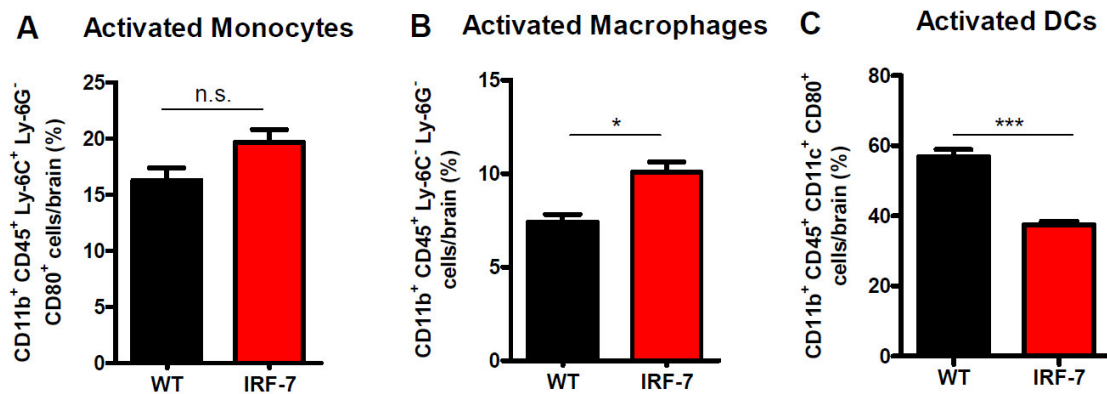 A Activated Monocytes
CD11b⁺ CD45⁺ Ly-6C⁺ Ly-6G⁻
CD80⁺ cells/brain (%)
25
20
15
10
5
0
n.s.
WT IRF-7
B Activated Macrophages
CD11b⁺ CD45⁺ Ly-6C⁻ Ly-6G⁻
cells/brain (%)
15
10
5
0
*
WT IRF-7
C Activated DCs
CD11b⁺ CD45⁺ CD11c⁺ CD80⁺
cells/brain (%)
80
60
40
20
0
***
WT IRF-7